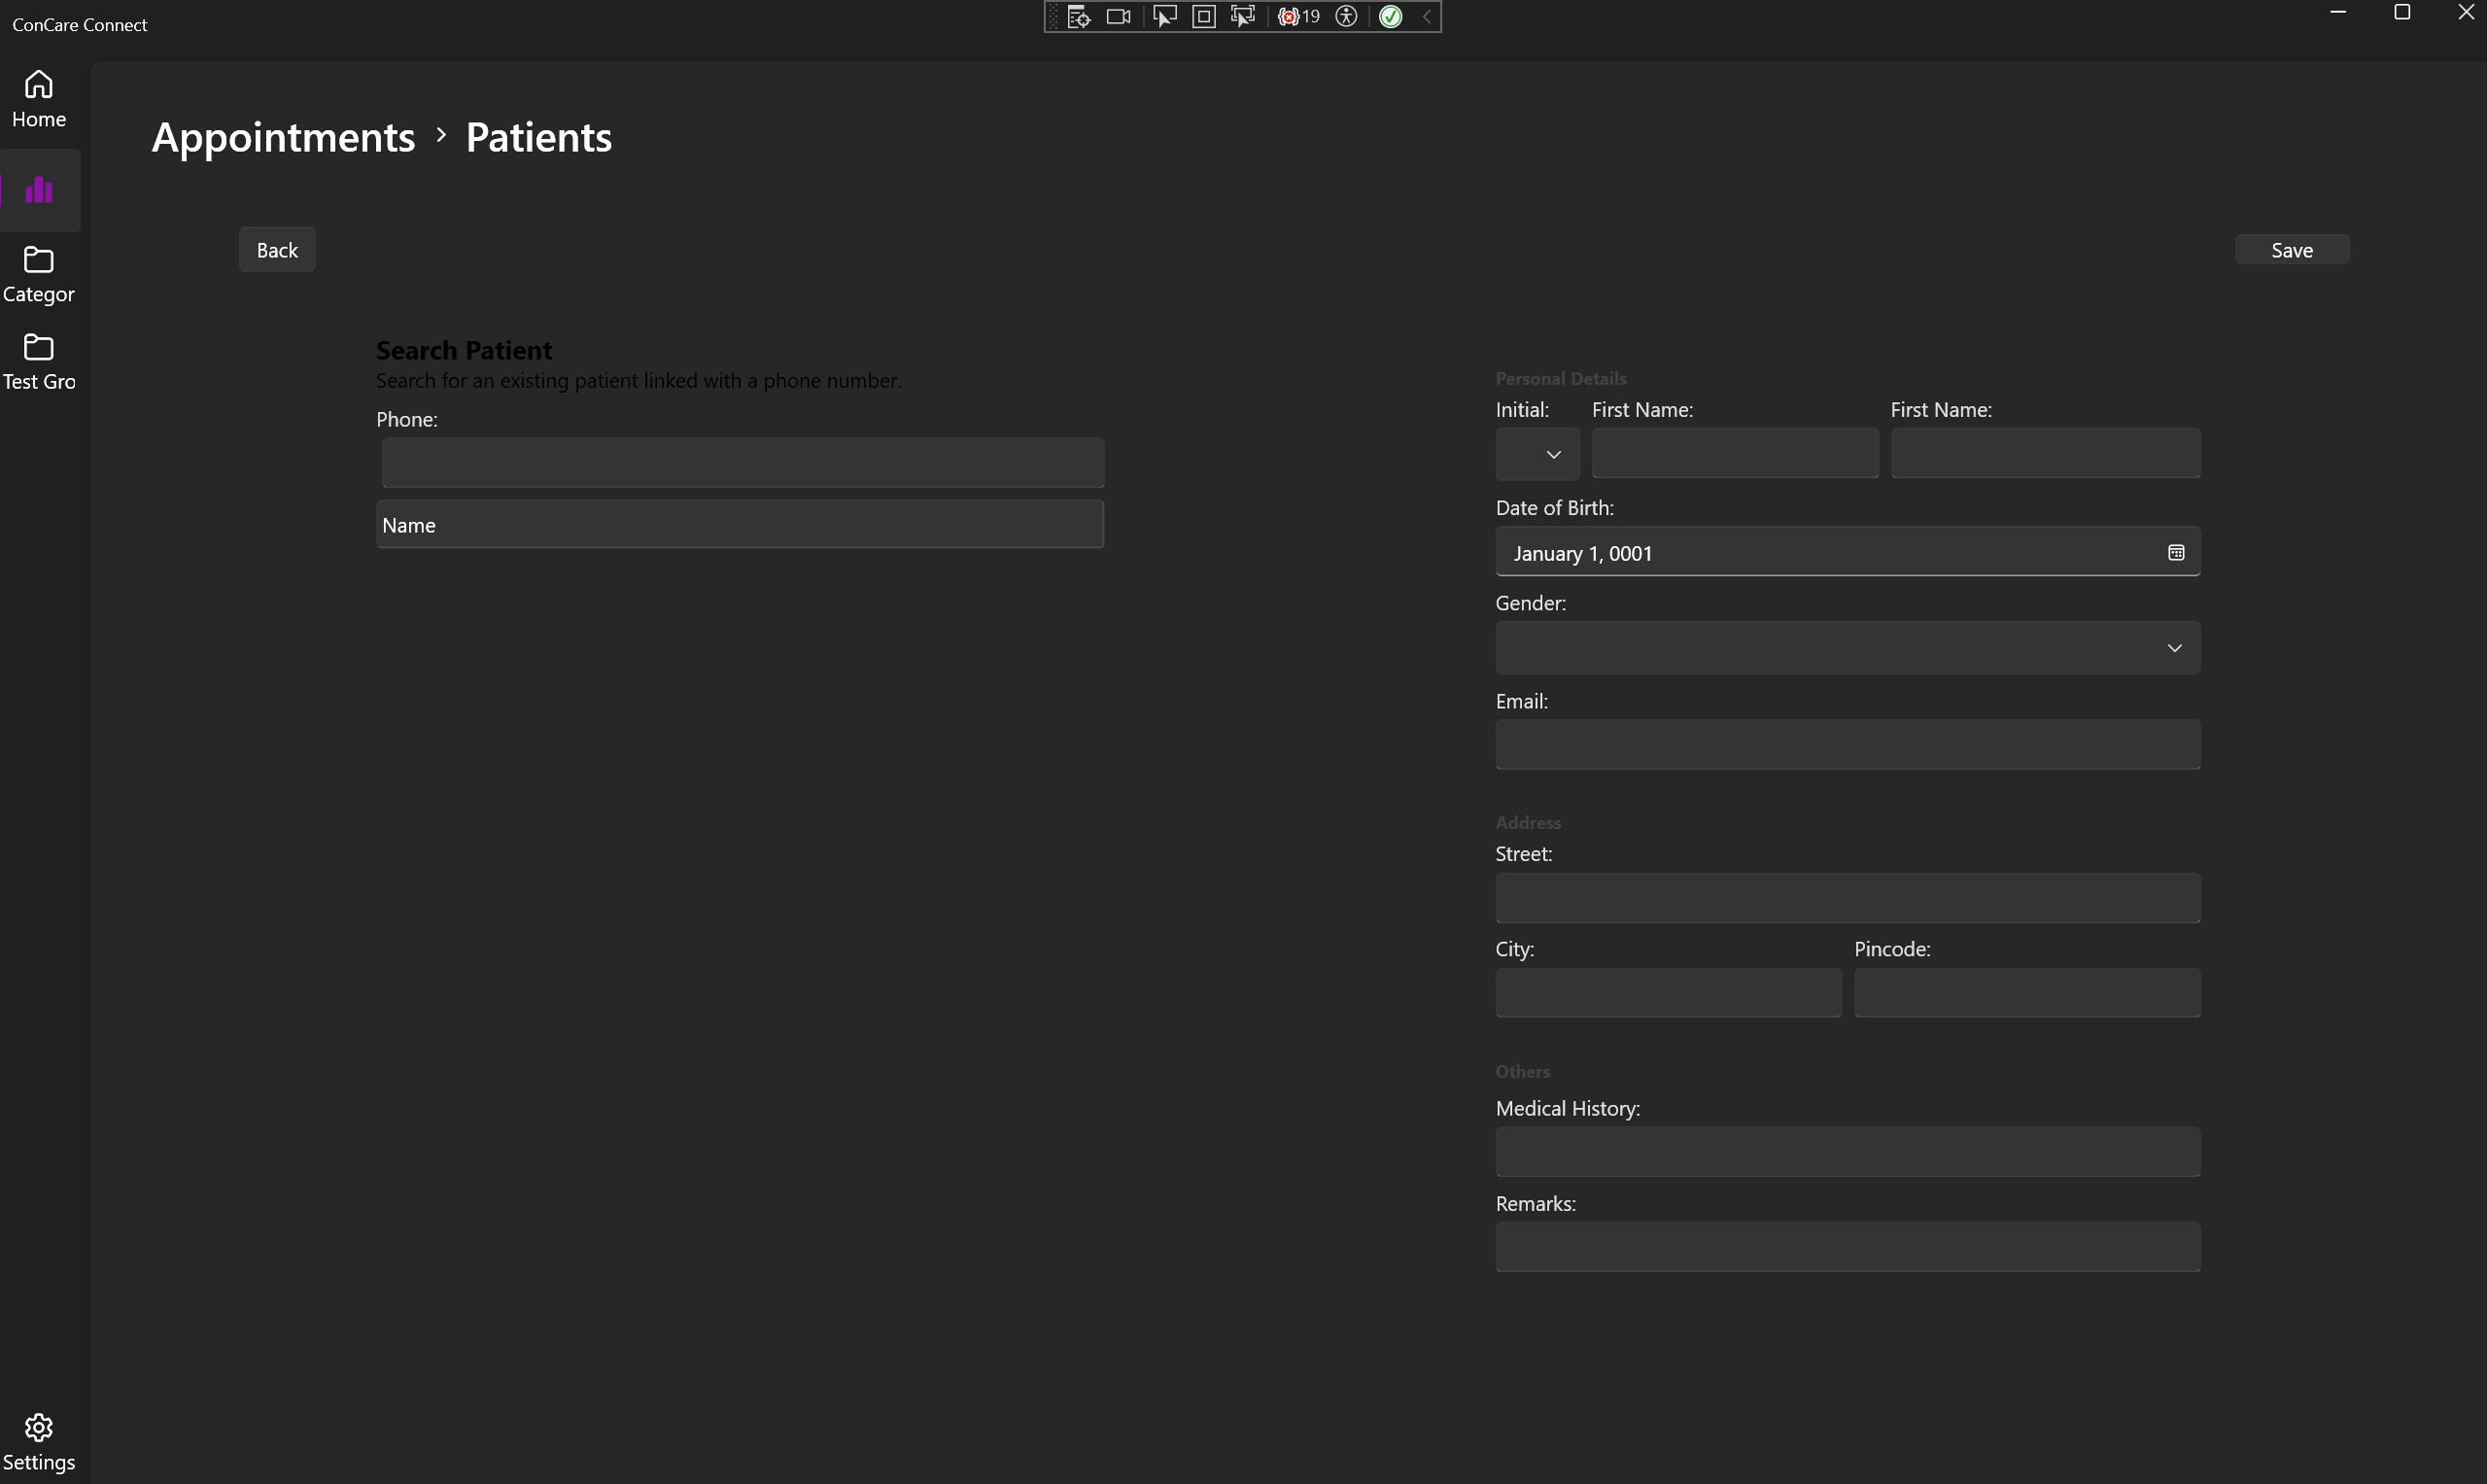 ConCare Connect
19
Home
Categor
Test Gro
Settings
Appointments > Patients
Back
Save
Search Patient
Search for an existing patient linked with a phone number.
Phone:
Name
Personal Details
Initial: First Name: First Name:
Date of Birth:
January 1, 0001
Gender:
Email:
Address
Street:
City: Pincode:
Others
Medical History:
Remarks: